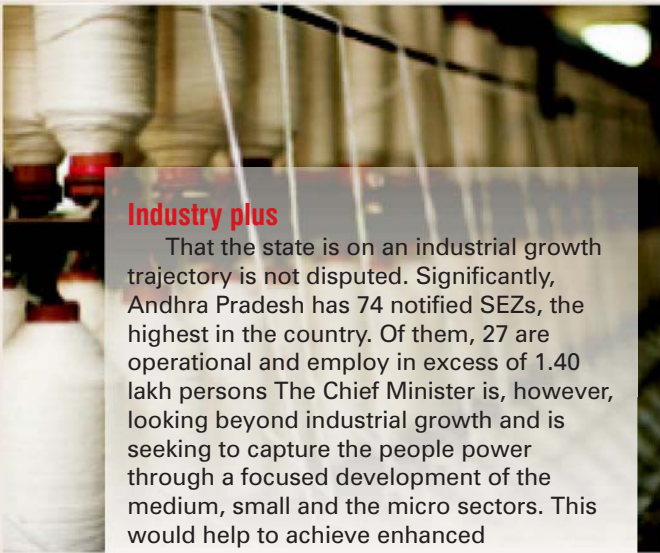 Industry plus
That the state is on an industrial growth
trajectory is not disputed. Significantly,
Andhra Pradesh has 74 notified SEZs, the
highest in the country. Of them, 27 are
operational and employ in excess of 1.40
lakh persons The Chief Minister is, however,
looking beyond industrial growth and is
seeking to capture the people power
through a focused development of the
medium, small and the micro sectors. This
would help to achieve enhanced